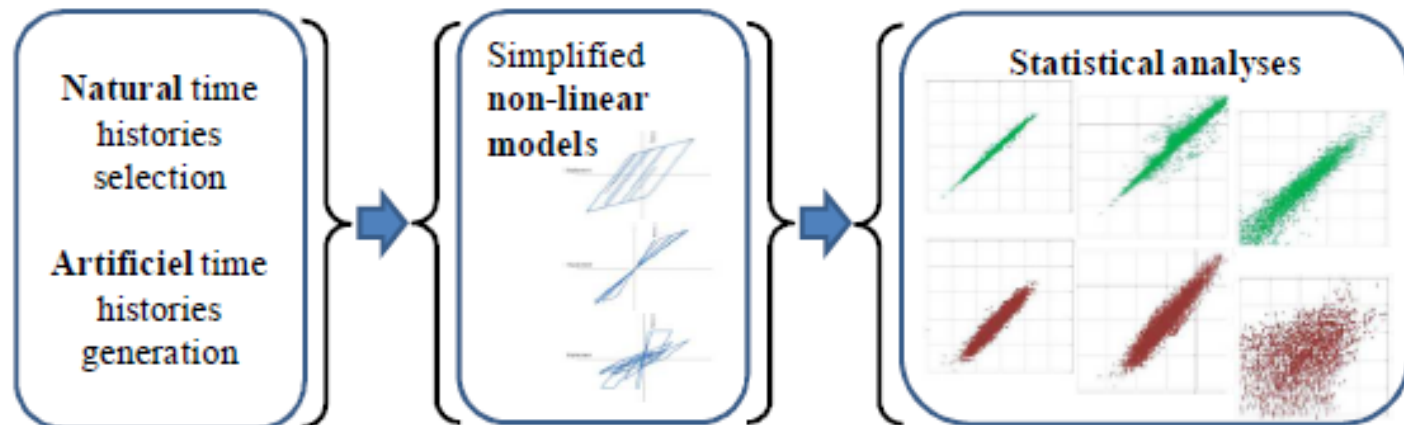 Natural time
histories
selection
Artificiel time
histories
generation
Simplified
non-linear
models
Statistical analyses